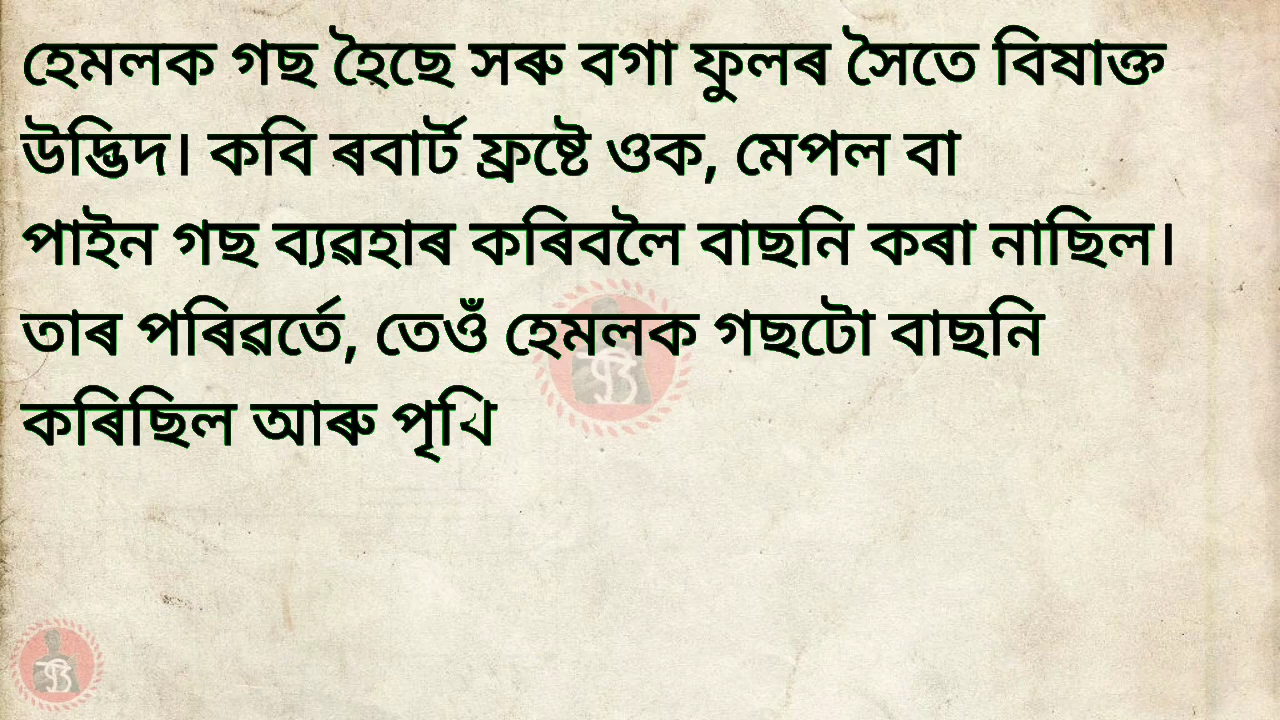 হেমলক গছ হৈছে সৰু বগা ফুলৰ সৈতে বিষাক্ত
উদ্ভিদ। কবি ৰবাৰ্ট ফ্ৰষ্টে ওক, মেপল বা
পাইন গছ ব্যৱহাৰ কৰিবলৈ বাছনি কৰা নাছিল।
তাৰ পৰিৱৰ্তে, তেওঁ হেমলক গছটো বাছনি
কৰিছিল আৰু পৃথি